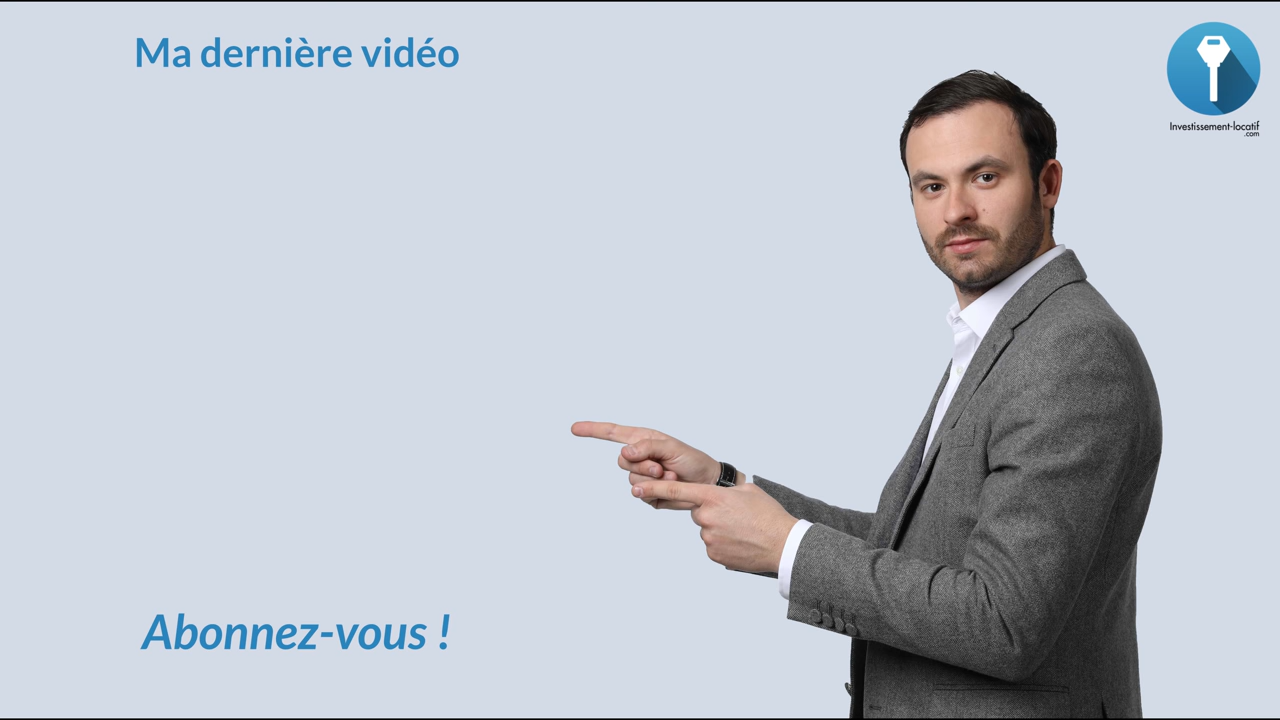 Ma dernière vidéo
Investissement-locatif
.com
Abonnez-vous !